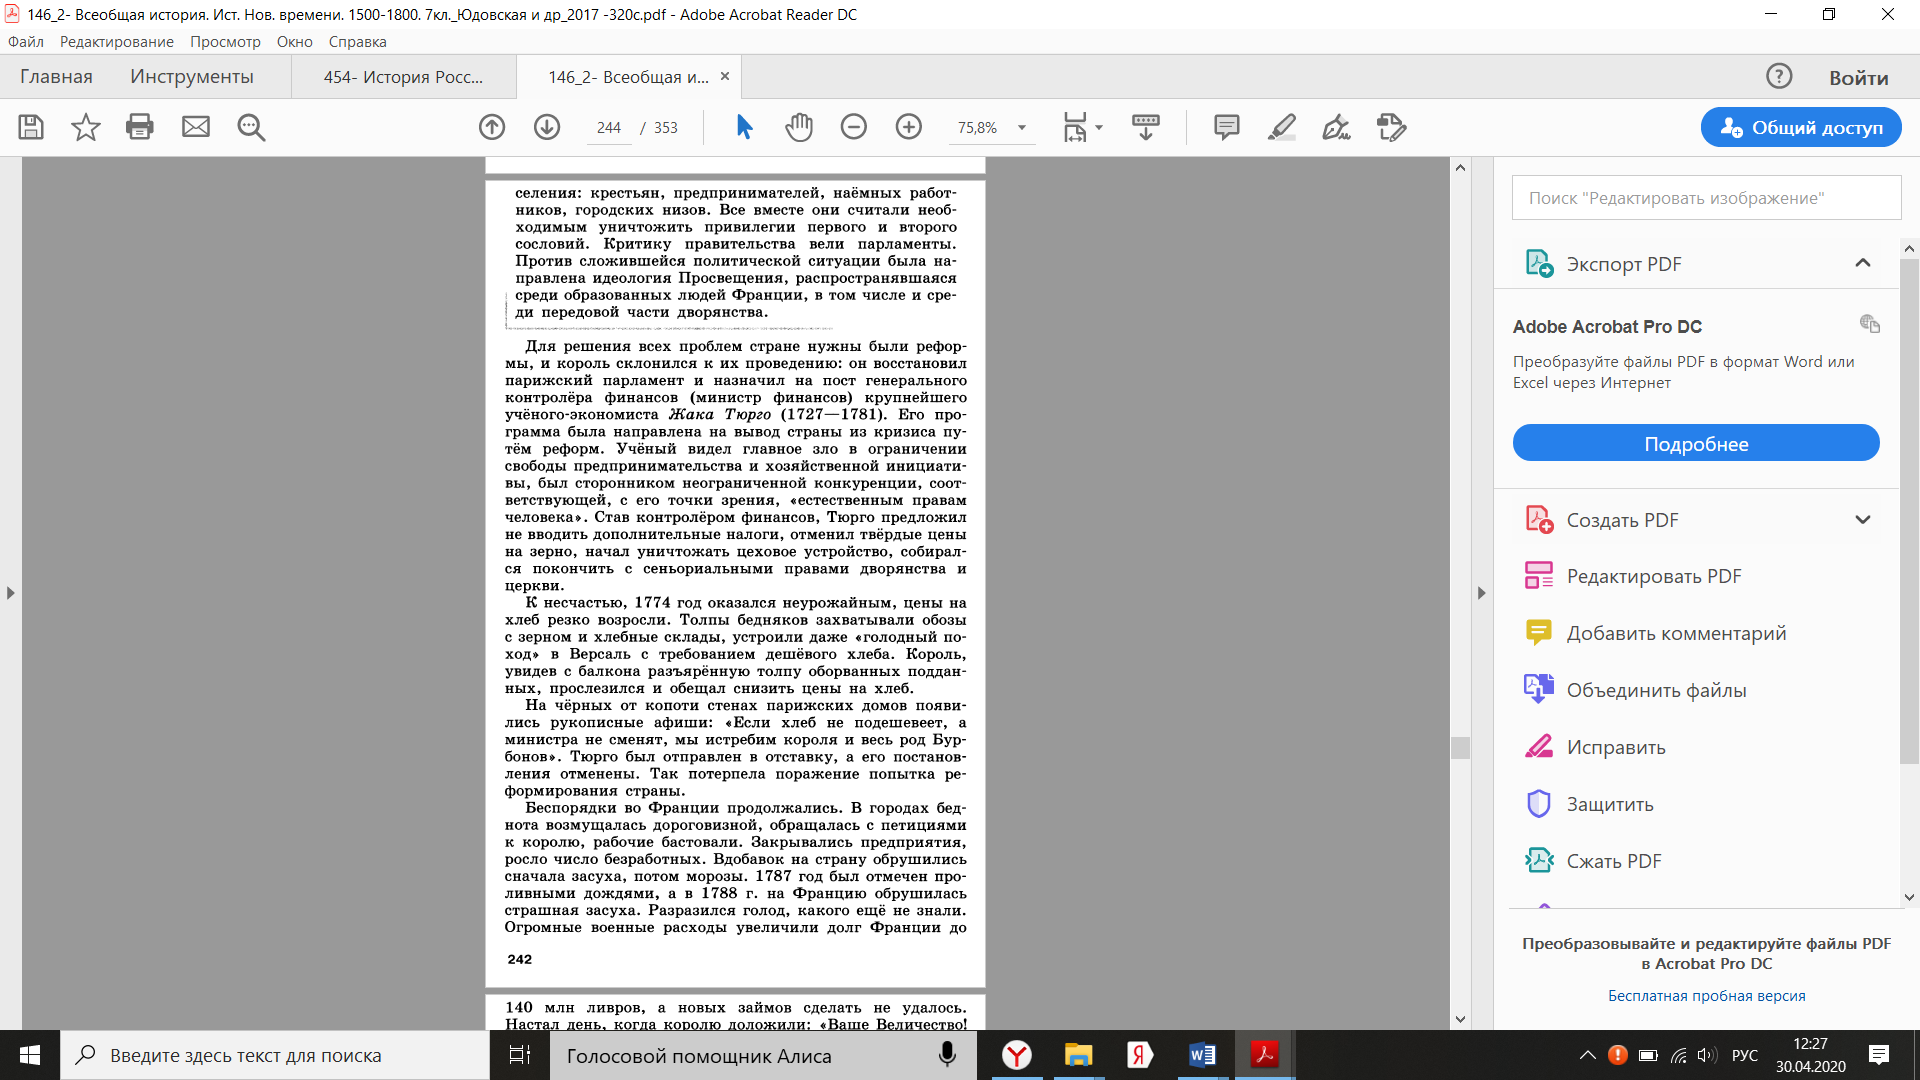 146_2- Всеобщая история. Ист. Нов. времени. 1500-1800. 7кл._Юдовская и др_2017 -320с.pdf - Adobe Acrobat Reader DC
Файл Редактирование Просмотр Окно Справка
Главная Инструменты 454- История Росс... 146_2- Всеобщая и... Войти
244 / 353 75,8% Общий доступ
селения: крестьян, предпринимателей, наёмных работ-
ников, городских низов. Все вместе они считали необ-
ходимым уничтожить привилегии первого и второго
сословий. Критику правительства вели парламенты.
Против сложившейся политической ситуации была на-
правлена идеология Просвещения, распространявшаяся
среди образованных людей Франции, в том числе и сре-
ди передовой части дворянства.
Для решения всех проблем стране нужны были рефор-
мы, и король склонился к их проведению: он восстановил
парижский парламент и назначил на пост генерального
контролёра финансов (министр финансов) крупнейшего
учёного-экономиста Жака Тюрго (1727—1781). Его про-
грамма была направлена на вывод страны из кризиса пу-
тём реформ. Учёный видел главное зло в ограничении
свободы предпринимательства и хозяйственной инициати-
вы, был сторонником неограниченной конкуренции, соот-
ветствующей, с его точки зрения, «естественным правам
человека». Став контролёром финансов, Тюрго предложил
не вводить дополнительные налоги, отменил твёрдые цены
на зерно, начал уничтожать цеховое устройство, собирал-
ся покончить с сеньориальными правами дворянства и
церкви.
К несчастью, 1774 год оказался неурожайным, цены на
хлеб резко возросли. Толпы бедняков захватывали обозы
с зерном и хлебные склады, устроили даже «голодный по-
ход» в Версаль с требованием дешёвого хлеба. Король,
увидев с балкона разъярённую толпу оборванных поддан-
ных, прослезился и обещал снизить цены на хлеб.
На чёрных от копоти стенах парижских домов появи-
лись рукописные афиши: «Если хлеб не подешевеет, а
министра не сменят, мы истребим короля и весь род Бур-
бонов». Тюрго был отправлен в отставку, а его постанов-
ления отменены. Так потерпела поражение попытка ре-
формирования страны.
Беспорядки во Франции продолжались. В городах бед-
нота возмущалась дороговизной, обращалась с петициями
к королю, рабочие бастовали. Закрывались предприятия,
росло число безработных. Вдобавок на страну обрушились
сначала засуха, потом морозы. 1787 год был отмечен про-
ливными дождями, а в 1788 г. на Францию обрушилась
страшная засуха. Разразился голод, какого ещё не знали.
Огромные военные расходы увеличили долг Франции до
242
140 млн ливров, а новых займов сделать не удалось.
Настал день, когда королю доложили: «Ваше Величество!
Поиск "Редактировать изображение"
Экспорт PDF
Adobe Acrobat Pro DC
Преобразуйте файлы PDF в формат Word или
Excel через Интернет
Подробнее
Создать PDF
Редактировать PDF
Добавить комментарий
Объединить файлы
Исправить
Защитить
Сжать PDF
Преобразовывайте и редактируйте файлы PDF
в Acrobat Pro DC
Бесплатная пробная версия
Введите здесь текст для поиска
Голосовой помощник Алиса
РУС
12:27
30.04.2020